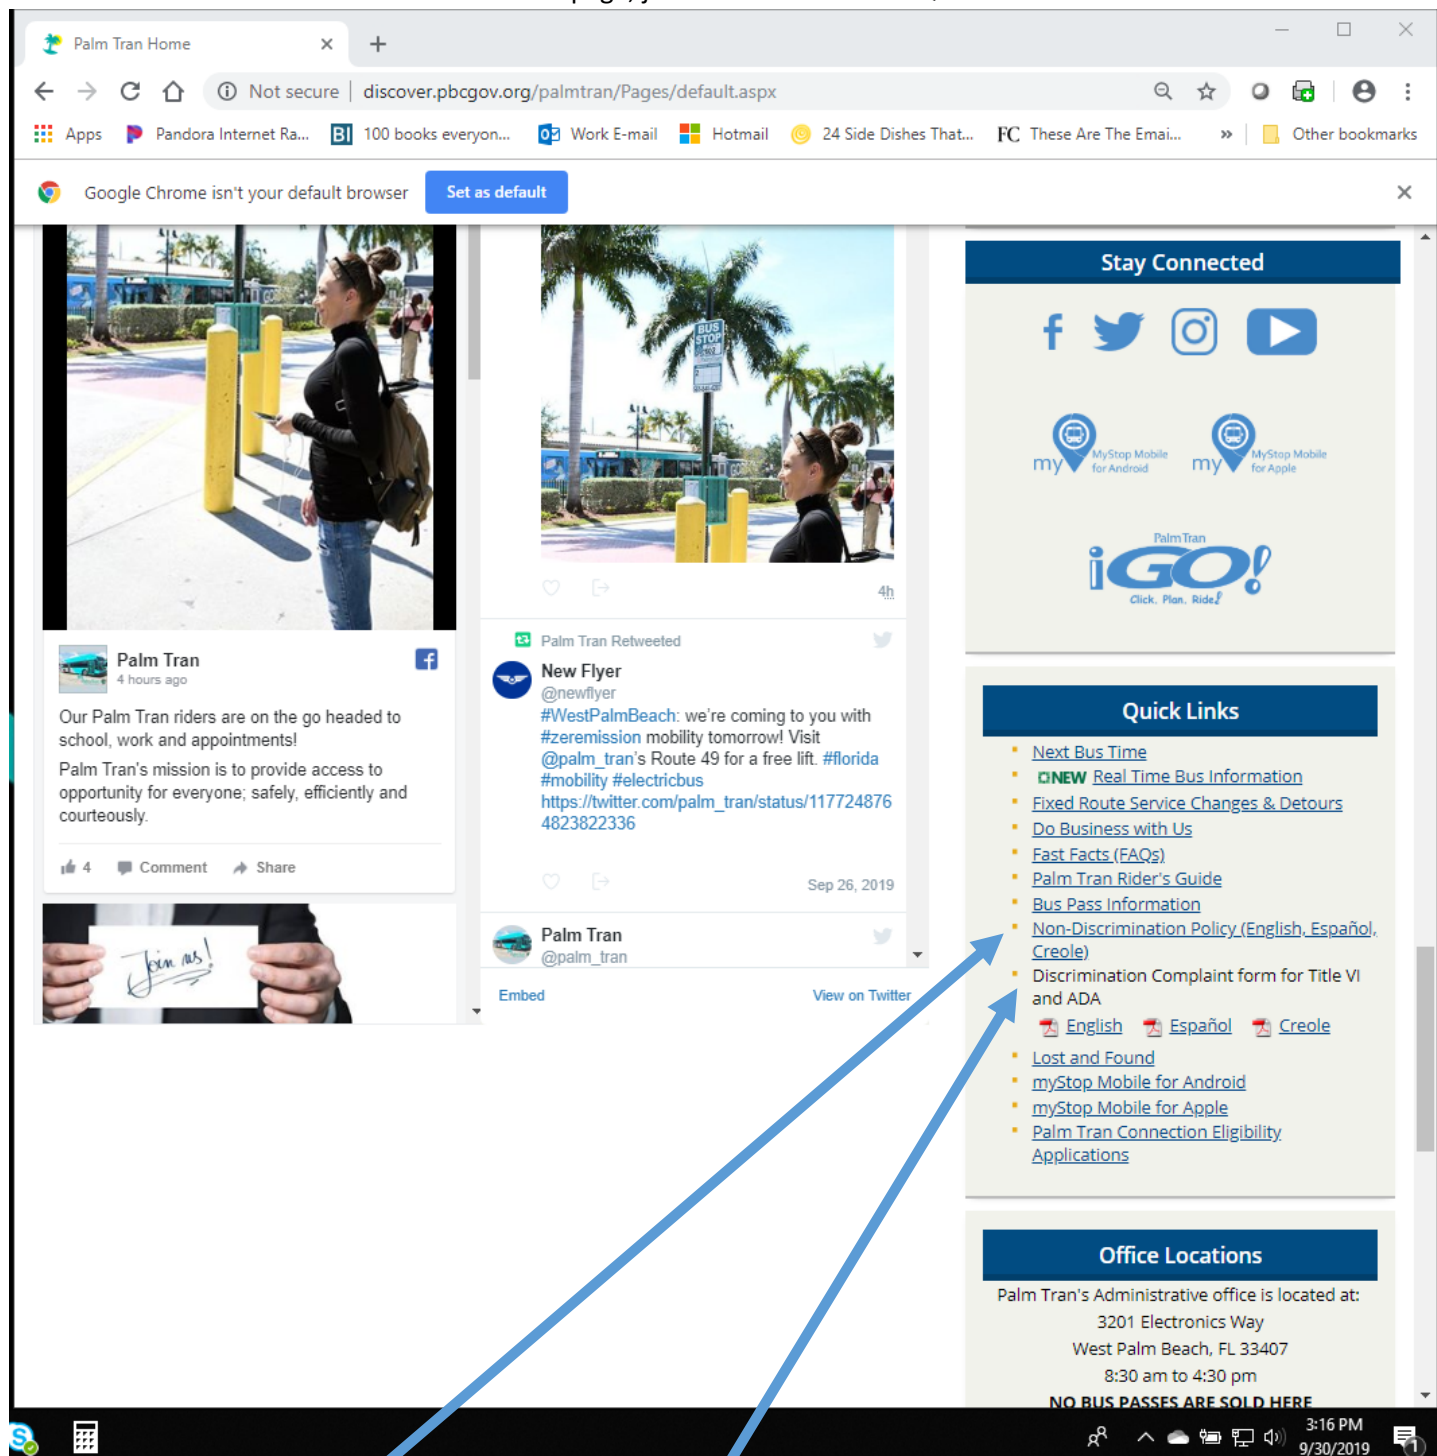 Palm Tran Home
Not secure | discover.pbcgov.org/palmtran/Pages/default.aspx
Apps Pandora Internet Ra... BI 100 books everyon... Work E-mail Hotmail 24 Side Dishes That... FC These Are The Emai... » Other bookmarks
Google Chrome isn't your default browser Set as default
4 hours ago
Palm Tran
Our Palm Tran riders are on the go headed to
school, work and appointments!
Palm Tran's mission is to provide access to
opportunity for everyone; safely, efficiently and
courteously.
4 Comment Share
Join us!
BUS
STOP
4h
Palm Tran Retweeted
New Flyer
@newflyer
#WestPalmBeach: we're coming to you with
#zeremission mobility tomorrow! Visit
@palm_tran's Route 49 for a free lift. #florida
#mobility #electricbus
https://twitter.com/palm_tran/status/117724876
4823822336
Sep 26, 2019
Palm Tran
@palm_tran
Embed View on Twitter
Stay Connected
my MyStop Mobile
for Android
my MyStop Mobile
for Apple
Palm Tran
iGO!
Click. Plan. Ride!
Quick Links
Next Bus Time
NEW Real Time Bus Information
Fixed Route Service Changes & Detours
Do Business with Us
Fast Facts (FAQs)
Palm Tran Rider's Guide
Bus Pass Information
Non-Discrimination Policy (English, Español,
Creole)
Discrimination Complaint form for Title VI
and ADA
English Español Creole
Lost and Found
myStop Mobile for Android
myStop Mobile for Apple
Palm Tran Connection Eligibility
Applications
Office Locations
Palm Tran's Administrative office is located at:
3201 Electronics Way
West Palm Beach, FL 33407
8:30 am to 4:30 pm
NO BUS PASSES ARE SOLD HERE
3:16 PM
9/30/2019
1